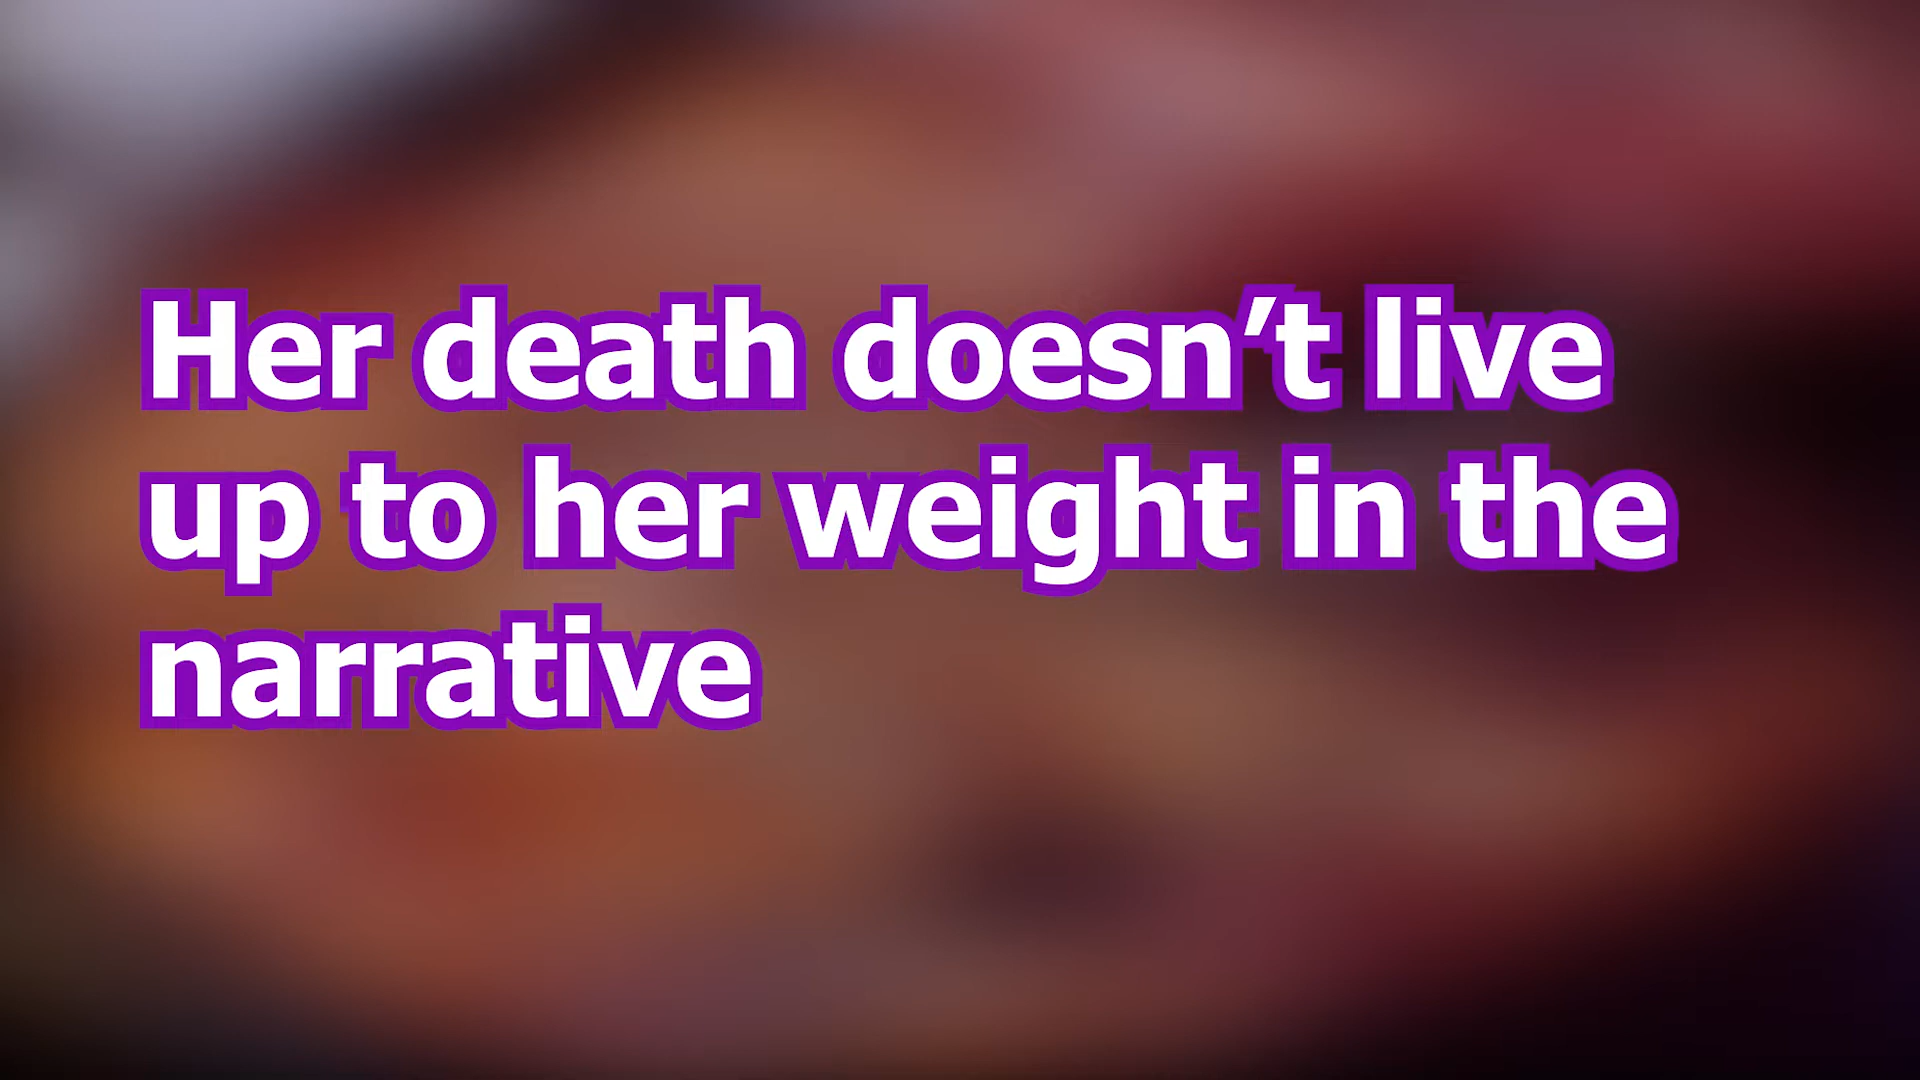 Her death doesn’t live
up to her weight in the
narrative